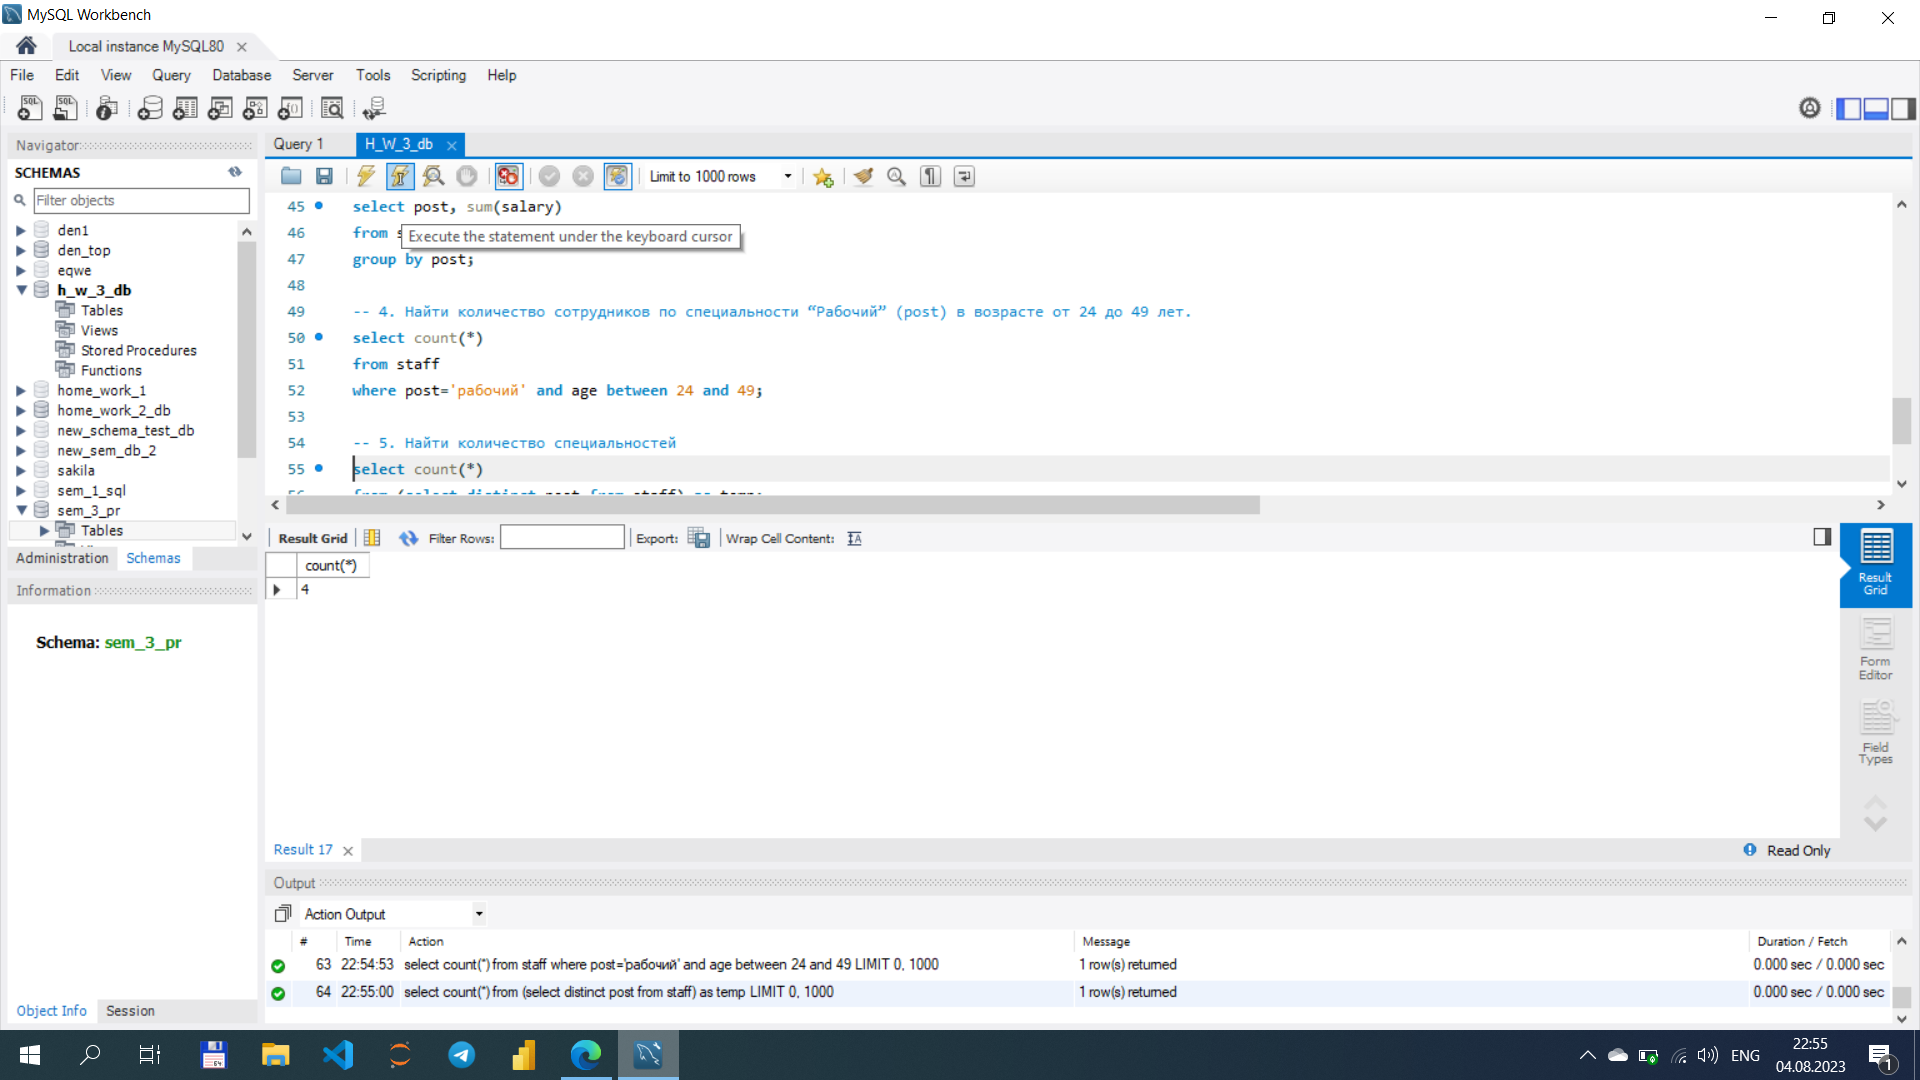 MySQL Workbench
Local instance MySQL80
File Edit View Query Database Server Tools Scripting Help
Navigator
SCHEMAS
Filter objects
den1
den_top
eqwe
h_w_3_db
Tables
Views
Stored Procedures
Functions
home_work_1
home_work_2_db
new_schema_test_db
new_sem_db_2
sakila
sem_1_sql
sem_3_pr
Tables
Administration Schemas
Information
Schema: sem_3_pr
Object Info Session
Query 1 H_W_3_db
Limit to 1000 rows
45 select post, sum(salary)
46 from s
Execute the statement under the keyboard cursor
47 group by post;
48
49 -- 4. Найти количество сотрудников по специальности “Рабочий” (post) в возрасте от 24 до 49 лет.
50 select count(*)
51 from staff
52 where post='рабочий' and age between 24 and 49;
53
54 -- 5. Найти количество специальностей
55 select count(*)
56 from (select distinct post from staff) as temp;
Result Grid Filter Rows: Export: Wrap Cell Content:
count(*)
4
Result Grid
Form Editor
Field Types
Result 17
Read Only
Output
Action Output
# Time Action Message Duration / Fetch
63 22:54:53 select count(*) from staff where post='рабочий' and age between 24 and 49 LIMIT 0, 1000 1 row(s) returned 0.000 sec / 0.000 sec
64 22:55:00 select count(*) from (select distinct post from staff) as temp LIMIT 0, 1000 1 row(s) returned 0.000 sec / 0.000 sec
ENG
22:55
04.08.2023
1